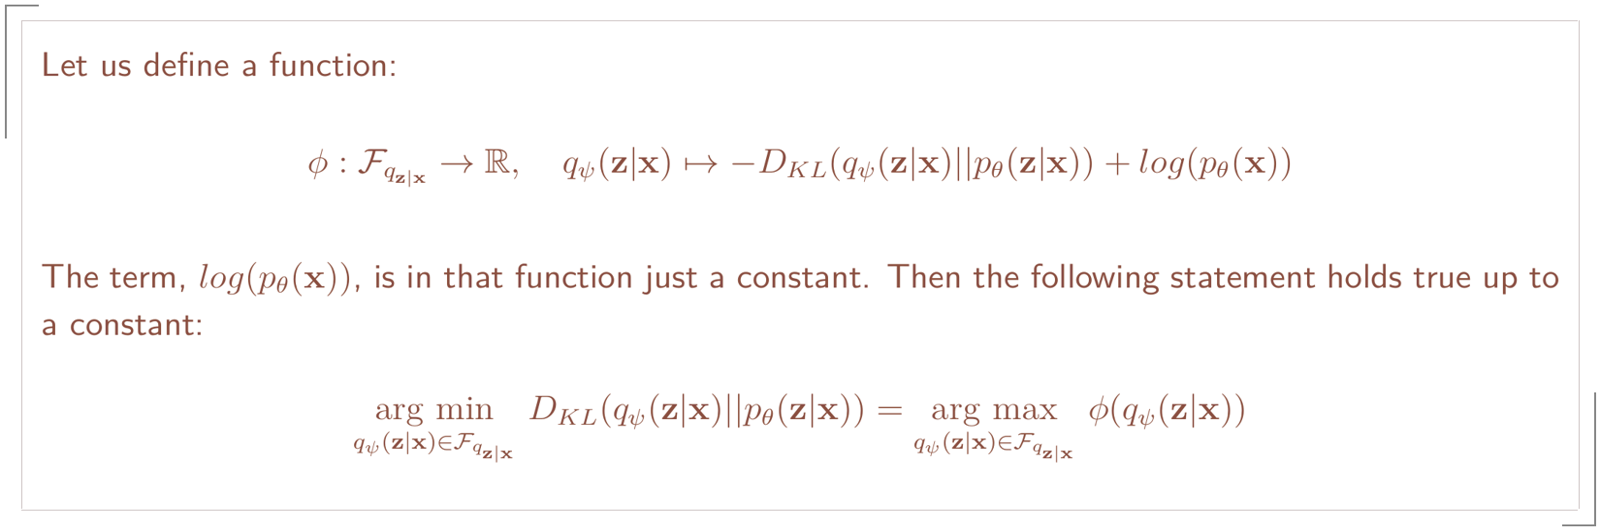 Let us define a function:
$\phi : \mathcal{F}_{q_{\mathbf{z}|\mathbf{x}}} \to \mathbb{R}, \quad q_\psi(\mathbf{z}|\mathbf{x}) \mapsto -D_{KL}(q_\psi(\mathbf{z}|\mathbf{x})||p_\theta(\mathbf{z}|\mathbf{x})) + log(p_\theta(\mathbf{x}))$
The term, $log(p_\theta(\mathbf{x}))$, is in that function just a constant. Then the following statement holds true up to
a constant:
$\underset{q_\psi(\mathbf{z}|\mathbf{x}) \in \mathcal{F}_{q_{\mathbf{z}|\mathbf{x}}}}{\arg\min} D_{KL}(q_\psi(\mathbf{z}|\mathbf{x})||p_\theta(\mathbf{z}|\mathbf{x})) = \underset{q_\psi(\mathbf{z}|\mathbf{x}) \in \mathcal{F}_{q_{\mathbf{z}|\mathbf{x}}}}{\arg\max} \phi(q_\psi(\mathbf{z}|\mathbf{x}))$